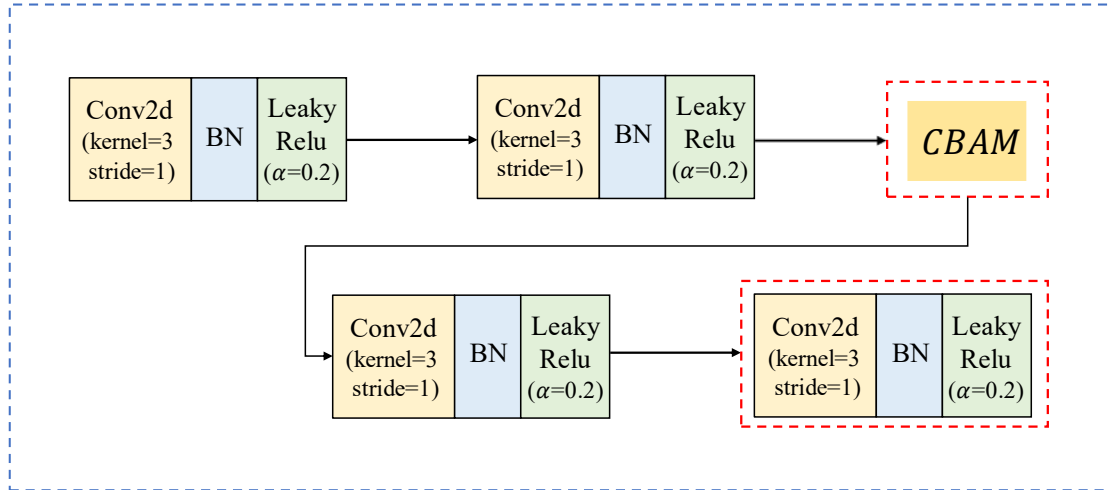 Conv2d
(kernel=3
stride=1)
BN
Leaky
Relu
(α=0.2)
Conv2d
(kernel=3
stride=1)
BN
Leaky
Relu
(α=0.2)
CBAM
Conv2d
(kernel=3
stride=1)
BN
Leaky
Relu
(α=0.2)
Conv2d
(kernel=3
stride=1)
BN
Leaky
Relu
(α=0.2)